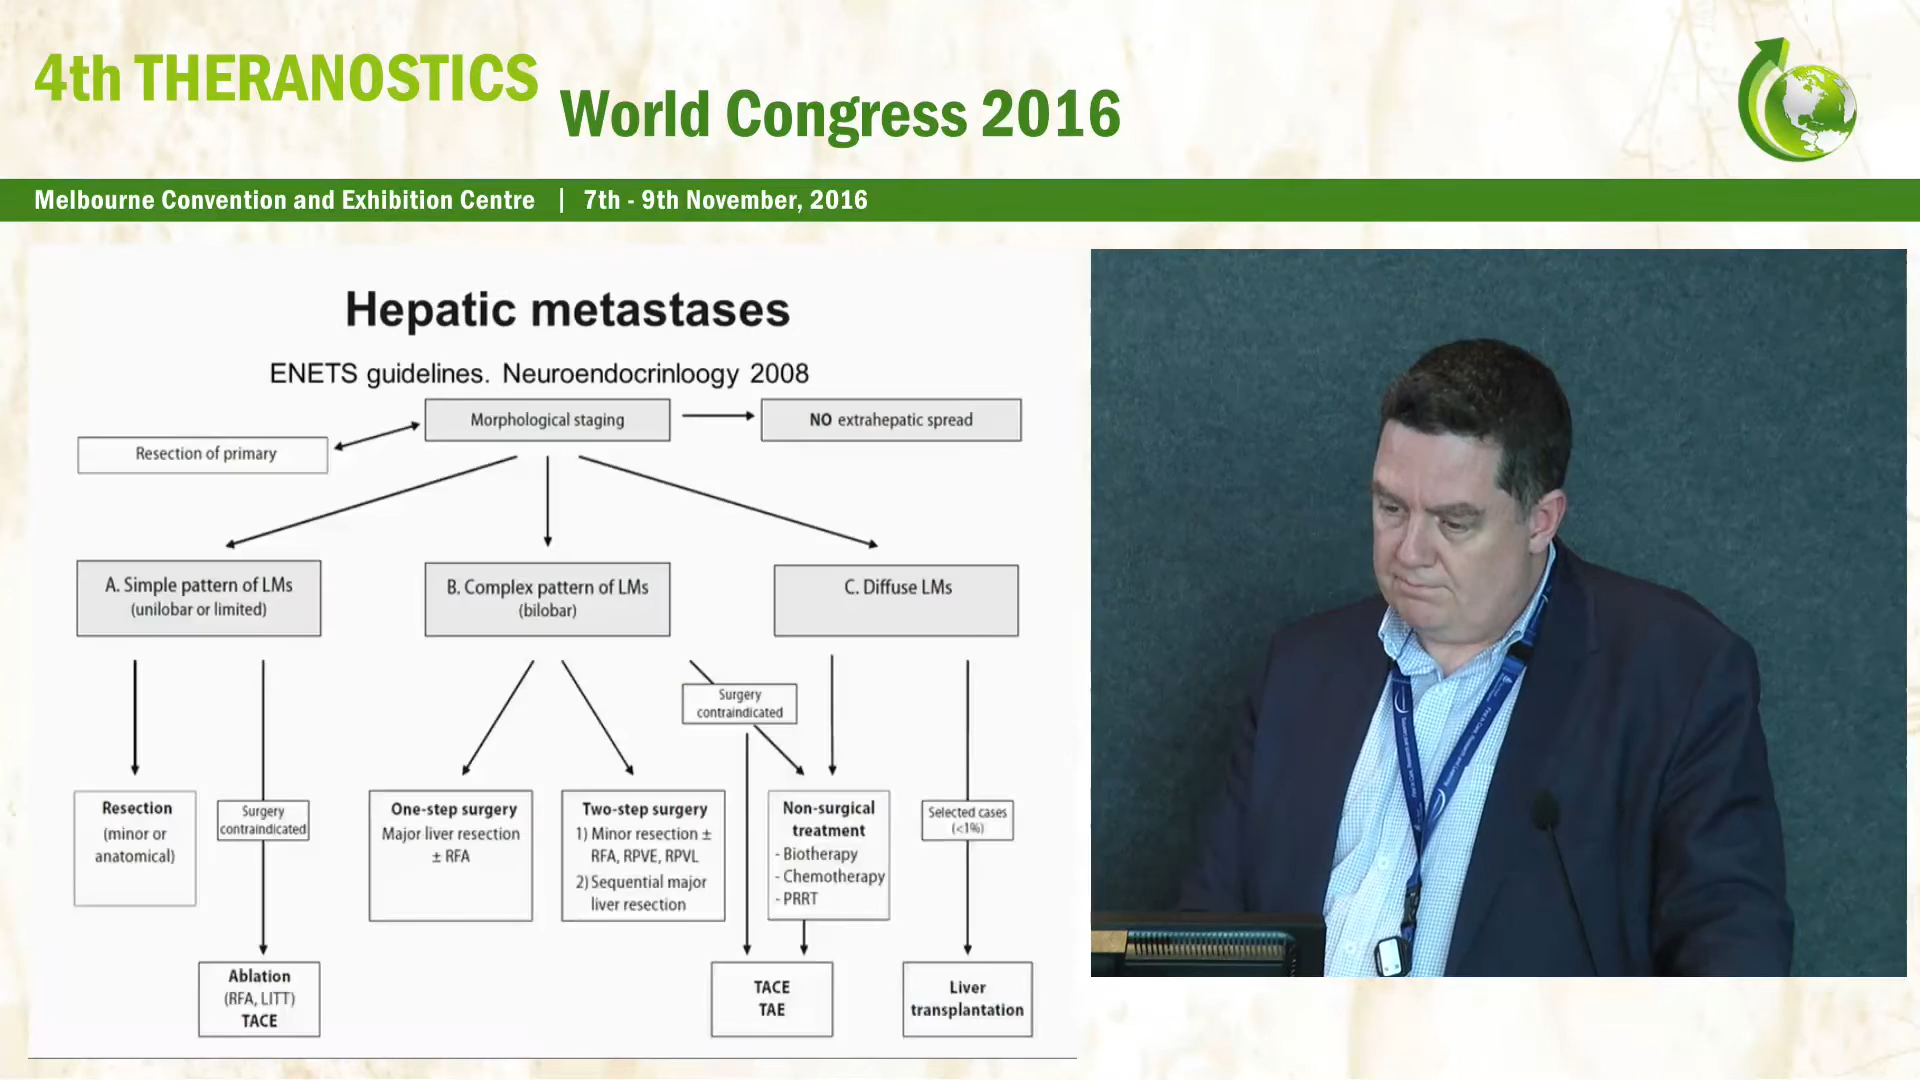 4th THERANOSTICS
World Congress 2016
Melbourne Convention and Exhibition Centre | 7th - 9th November, 2016
Hepatic metastases
ENETS guidelines. Neuroendocrinloogy 2008
Morphological staging
NO extrahepatic spread
Resection of primary
A. Simple pattern of LMs
(unilobar or limited)
B. Complex pattern of LMs
(bilobar)
C. Diffuse LMs
Surgery
contraindicated
Resection
(minor or
anatomical)
Surgery
contraindicated
One-step surgery
Major liver resection
± RFA
Two-step surgery
1) Minor resection ±
RFA, RPVE, RPVL
2) Sequential major
liver resection
Non-surgical
treatment
- Biotherapy
- Chemotherapy
- PRRT
Selected cases
(<1%)
Ablation
(RFA, LITT)
TACE
TACE
TAE
Liver
transplantation